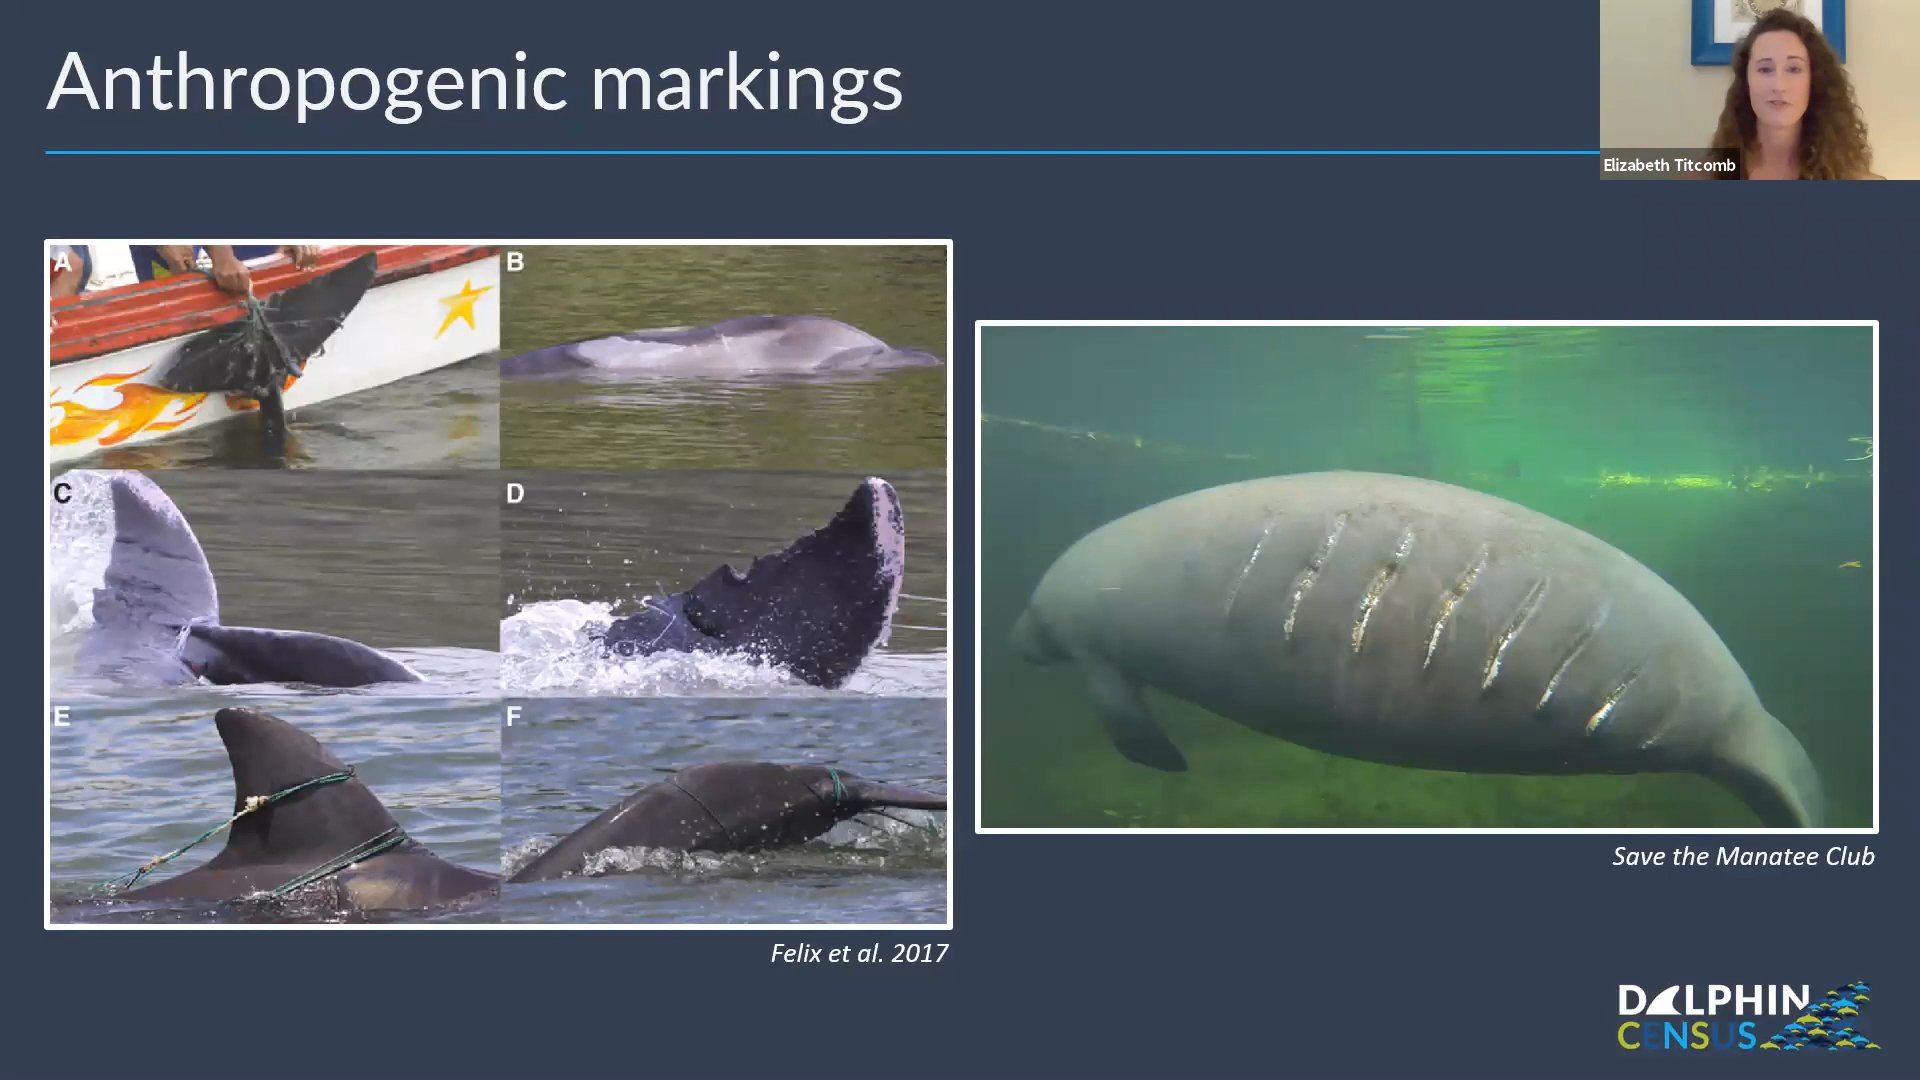 Anthropogenic markings
Elizabeth Titcomb
A
B
C
D
E
F
Save the Manatee Club
Felix et al. 2017
DOLPHIN
CENSUS